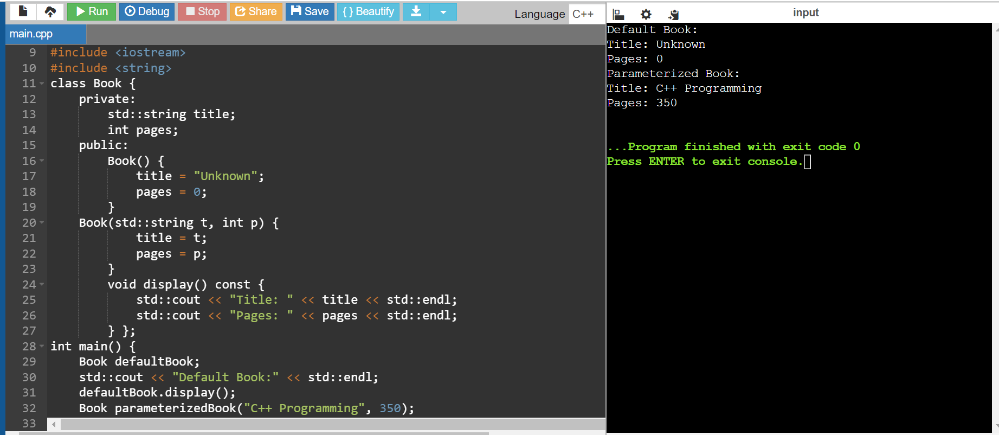 Run Debug Stop Share Save {} Beautify Language C++
main.cpp
9 #include <iostream>
10 #include <string>
11 class Book {
12     private:
13         std::string title;
14         int pages;
15     public:
16         Book() {
17             title = "Unknown";
18             pages = 0;
19         }
20     Book(std::string t, int p) {
21             title = t;
22             pages = p;
23         }
24         void display() const {
25             std::cout << "Title: " << title << std::endl;
26             std::cout << "Pages: " << pages << std::endl;
27         } };
28 int main() {
29     Book defaultBook;
30     std::cout << "Default Book:" << std::endl;
31     defaultBook.display();
32     Book parameterizedBook("C++ Programming", 350);
33
input
Default Book:
Title: Unknown
Pages: 0
Parameterized Book:
Title: C++ Programming
Pages: 350
...Program finished with exit code 0
Press ENTER to exit console.